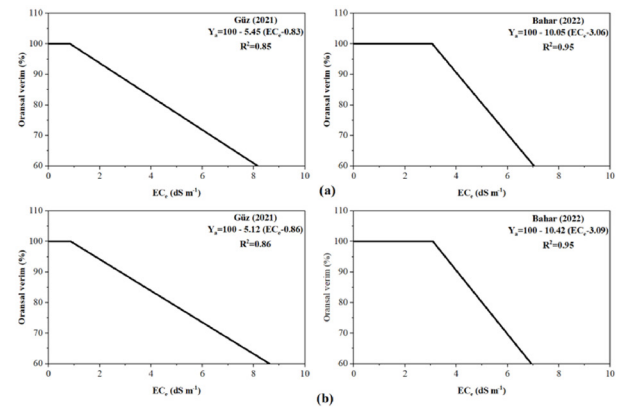 Güz (2021)
Yₐ=100 - 5.45 (ECₑ-0.83)
R²=0.85
Oransal verim (%)
110
100
90
80
70
60
0 2 4 6 8 10
ECₑ (dS m⁻¹)
Bahar (2022)
Yₐ=100 - 10.05 (ECₑ-3.06)
R²=0.95
Oransal verim (%)
110
100
90
80
70
60
0 2 4 6 8 10
ECₑ (dS m⁻¹)
(a)
Güz (2021)
Yₐ=100 - 5.12 (ECₑ-0.86)
R²=0.86
Oransal verim (%)
110
100
90
80
70
60
0 2 4 6 8 10
ECₑ (dS m⁻¹)
Bahar (2022)
Yₐ=100 - 10.42 (ECₑ-3.09)
R²=0.95
Oransal verim (%)
110
100
90
80
70
60
0 2 4 6 8 10
ECₑ (dS m⁻¹)
(b)